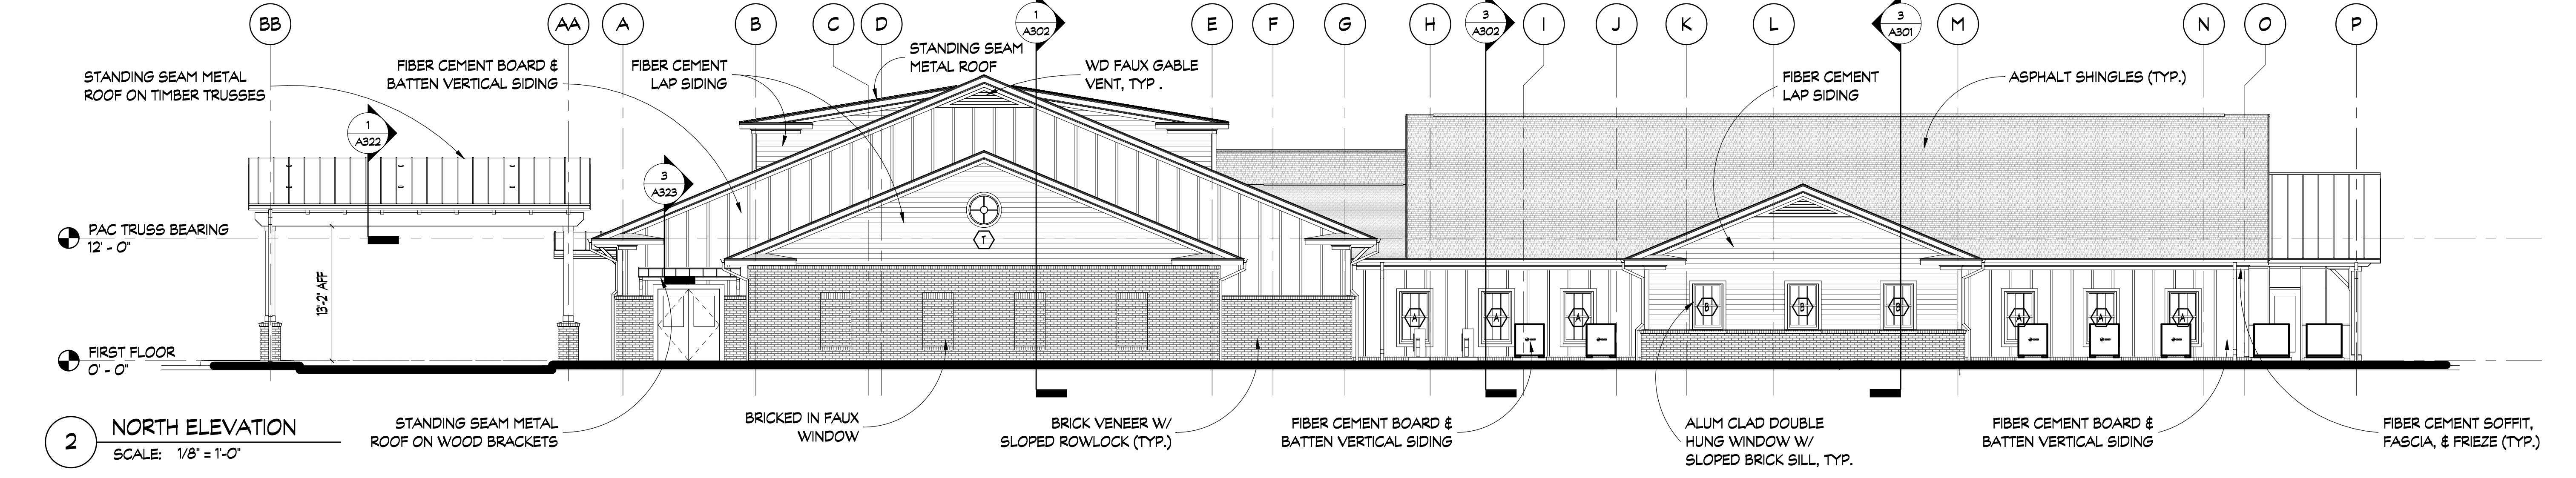 BB
AA
A
B
C
D
1
A302
E
F
G
H
3
A302
I
J
K
L
3
A301
M
N
O
P
STANDING SEAM METAL
ROOF ON TIMBER TRUSSES
1
A322
FIBER CEMENT BOARD &
BATTEN VERTICAL SIDING
3
A323
FIBER CEMENT
LAP SIDING
STANDING SEAM
METAL ROOF
WD FAUX GABLE
VENT, TYP .
FIBER CEMENT
LAP SIDING
ASPHALT SHINGLES (TYP.)
PAC TRUSS BEARING
12' - 0"
13'-2" AFF
T
A
A
A
B
B
B
A
A
A
FIRST FLOOR
0' - 0"
STANDING SEAM METAL
ROOF ON WOOD BRACKETS
BRICKED IN FAUX
WINDOW
BRICK VENEER W/
SLOPED ROWLOCK (TYP.)
FIBER CEMENT BOARD &
BATTEN VERTICAL SIDING
ALUM CLAD DOUBLE
HUNG WINDOW W/
SLOPED BRICK SILL, TYP.
FIBER CEMENT BOARD &
BATTEN VERTICAL SIDING
FIBER CEMENT SOFFIT,
FASCIA, & FRIEZE (TYP.)
2
NORTH ELEVATION
SCALE: 1/8" = 1'-0"